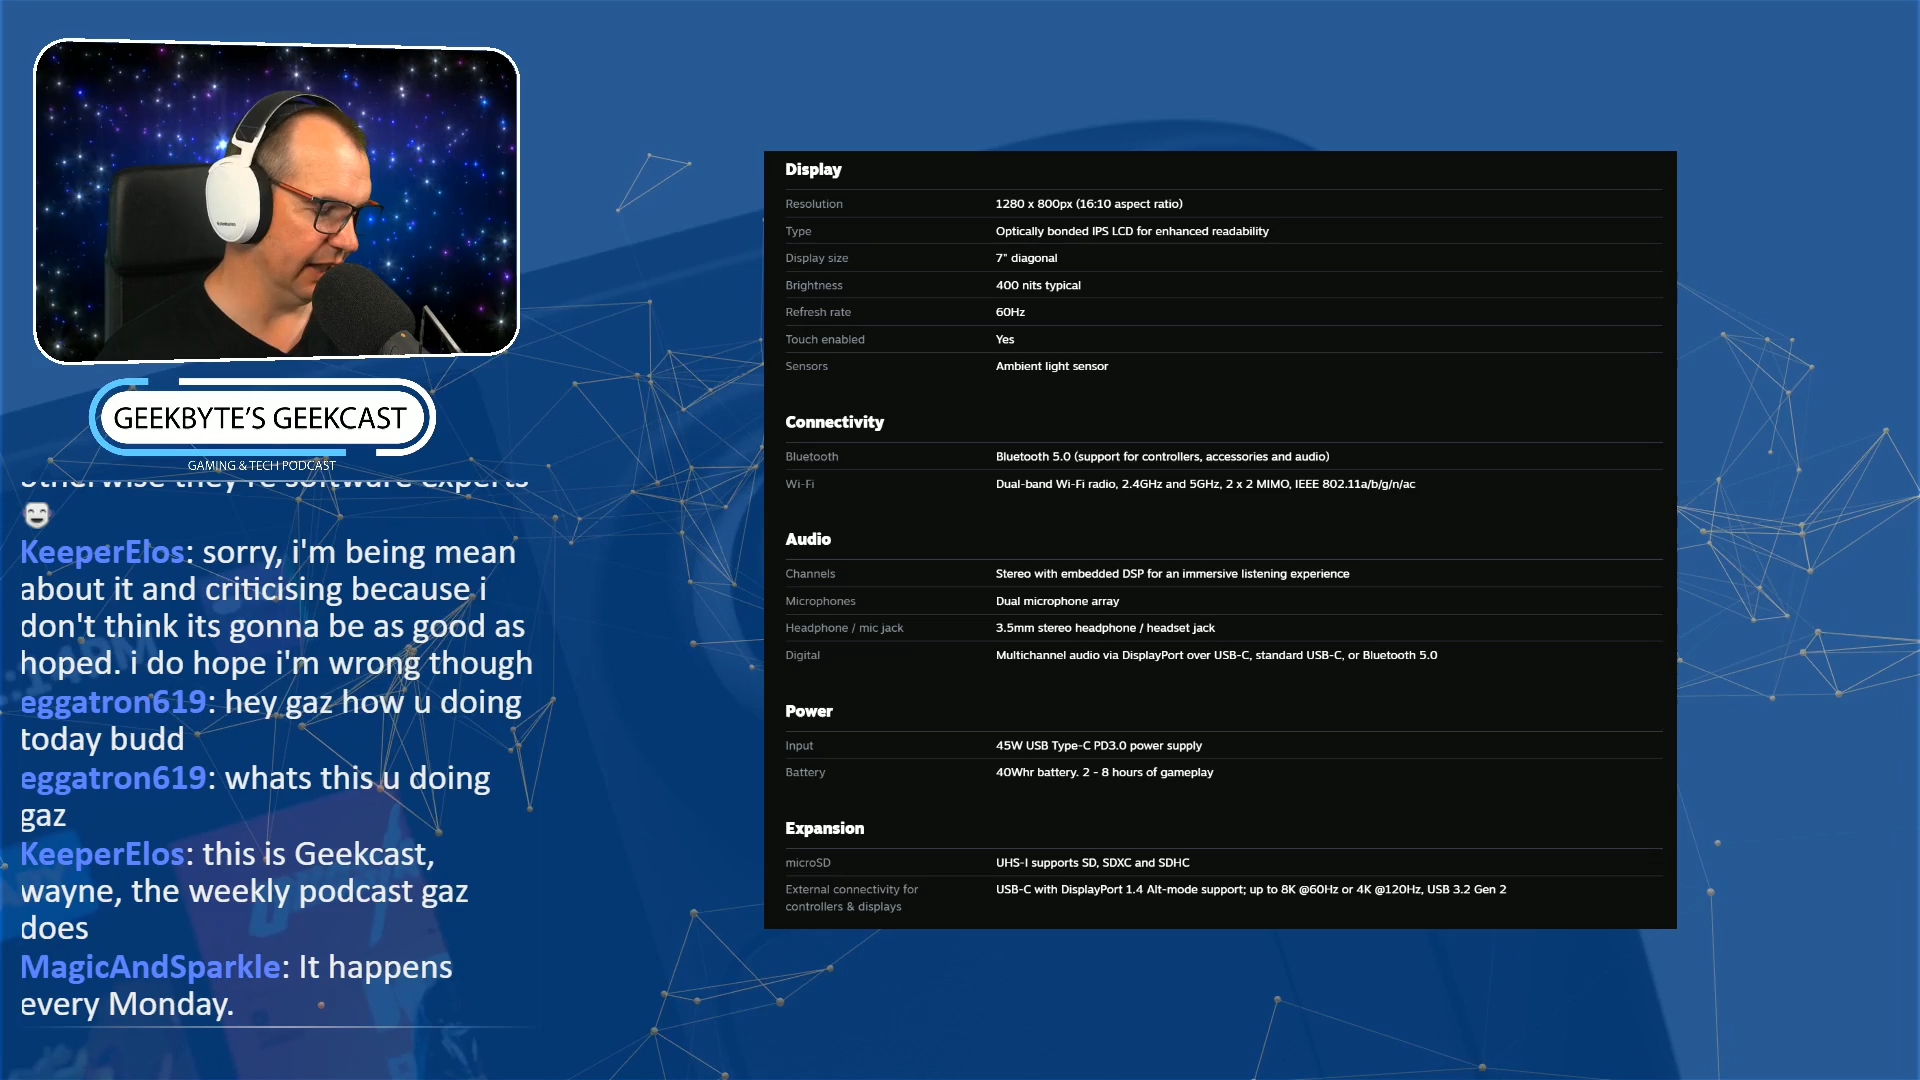 GEEKBYTE'S GEEKCAST
GAMING & TECH PODCAST
otherwise they're software experts
KeeperElos: sorry, i'm being mean
about it and criticising because i
don't think its gonna be as good as
hoped. i do hope i'm wrong though
eggatron619: hey gaz how u doing
today budd
eggatron619: whats this u doing
gaz
KeeperElos: this is Geekcast,
wayne, the weekly podcast gaz
does
MagicAndSparkle: It happens
every Monday.
Display
Resolution 1280 x 800px (16:10 aspect ratio)
Type Optically bonded IPS LCD for enhanced readability
Display size 7" diagonal
Brightness 400 nits typical
Refresh rate 60Hz
Touch enabled Yes
Sensors Ambient light sensor
Connectivity
Bluetooth Bluetooth 5.0 (support for controllers, accessories and audio)
Wi-Fi Dual-band Wi-Fi radio, 2.4GHz and 5GHz, 2 x 2 MIMO, IEEE 802.11a/b/g/n/ac
Audio
Channels Stereo with embedded DSP for an immersive listening experience
Microphones Dual microphone array
Headphone / mic jack 3.5mm stereo headphone / headset jack
Digital Multichannel audio via DisplayPort over USB-C, standard USB-C, or Bluetooth 5.0
Power
Input 45W USB Type-C PD3.0 power supply
Battery 40Whr battery. 2 - 8 hours of gameplay
Expansion
microSD UHS-I supports SD, SDXC and SDHC
External connectivity for USB-C with DisplayPort 1.4 Alt-mode support; up to 8K @60Hz or 4K @120Hz, USB 3.2 Gen 2
controllers & displays